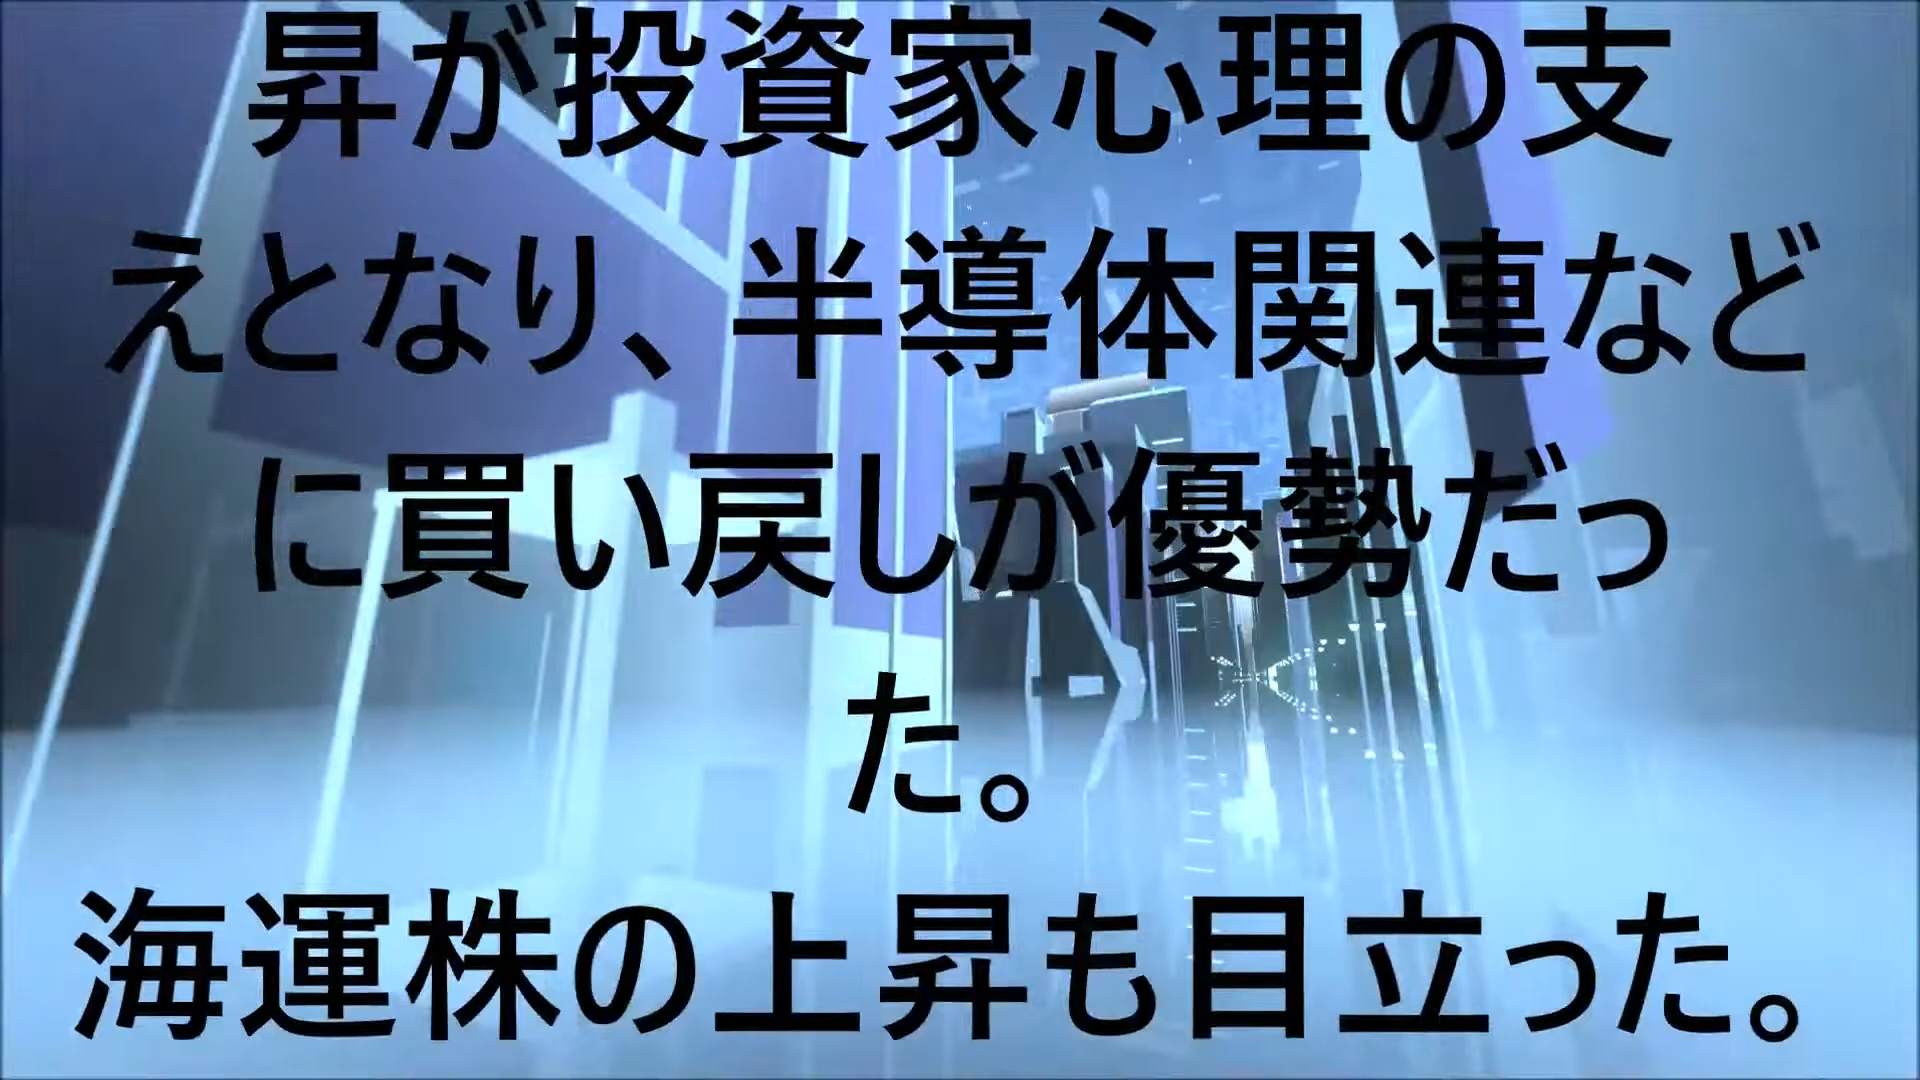 昇が投資家心理の支
えとなり、半導体関連など
に買い戻しが優勢だっ
た。
海運株の上昇も目立った。